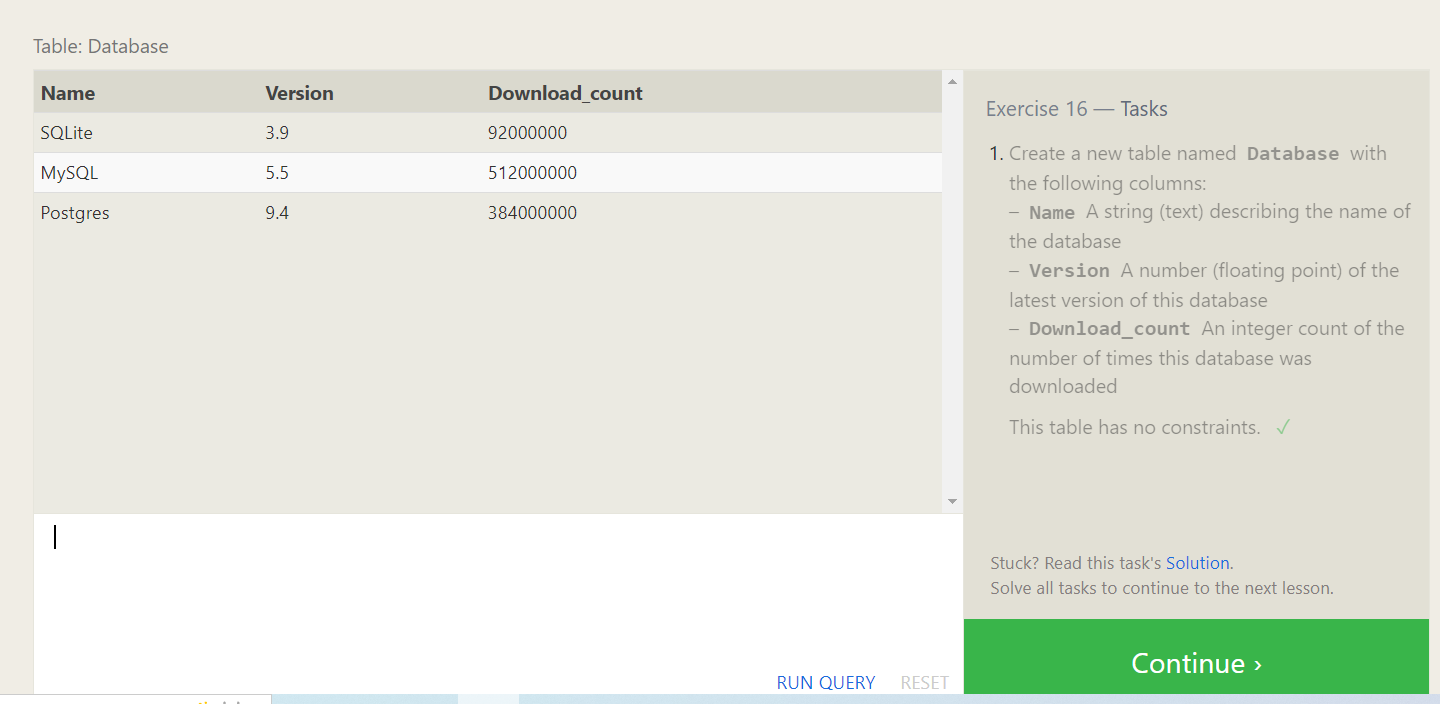 Table: Database
Name Version Download_count
SQLite 3.9 92000000
MySQL 5.5 512000000
Postgres 9.4 384000000
Exercise 16 — Tasks
1. Create a new table named Database with
the following columns:
– Name A string (text) describing the name of
the database
– Version A number (floating point) of the
latest version of this database
– Download_count An integer count of the
number of times this database was
downloaded
This table has no constraints. ✓
Stuck? Read this task's Solution.
Solve all tasks to continue to the next lesson.
RUN QUERY RESET
Continue ›